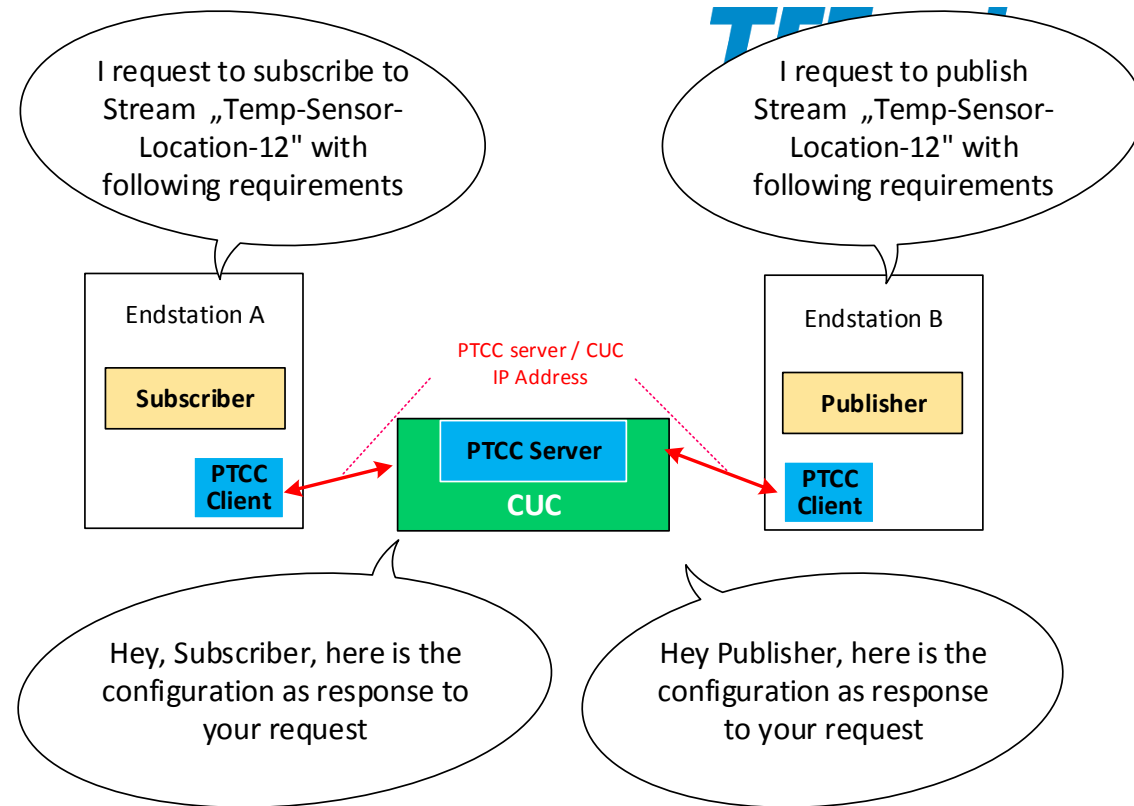 I request to subscribe to
Stream „Temp-Sensor-
Location-12" with
following requirements
I request to publish
Stream „Temp-Sensor-
Location-12" with
following requirements
Endstation A
Subscriber
PTCC
Client
PTCC server / CUC
IP Address
PTCC Server
CUC
Endstation B
Publisher
PTCC
Client
Hey, Subscriber, here is the
configuration as response to
your request
Hey Publisher, here is the
configuration as response
to your request